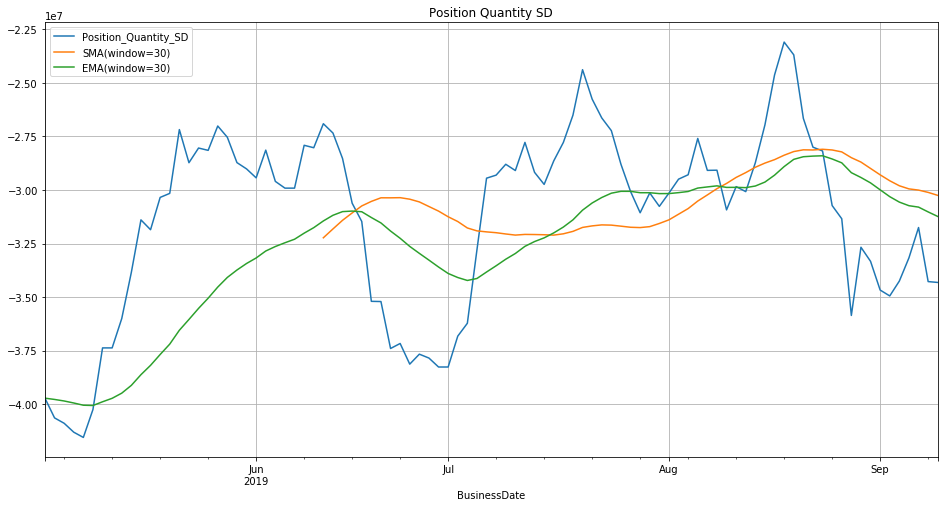 Position Quantity SD
1e7
−2.25
−2.50
−2.75
−3.00
−3.25
−3.50
−3.75
−4.00
Position_Quantity_SD
SMA(window=30)
EMA(window=30)
Jun
2019
Jul
Aug
Sep
BusinessDate